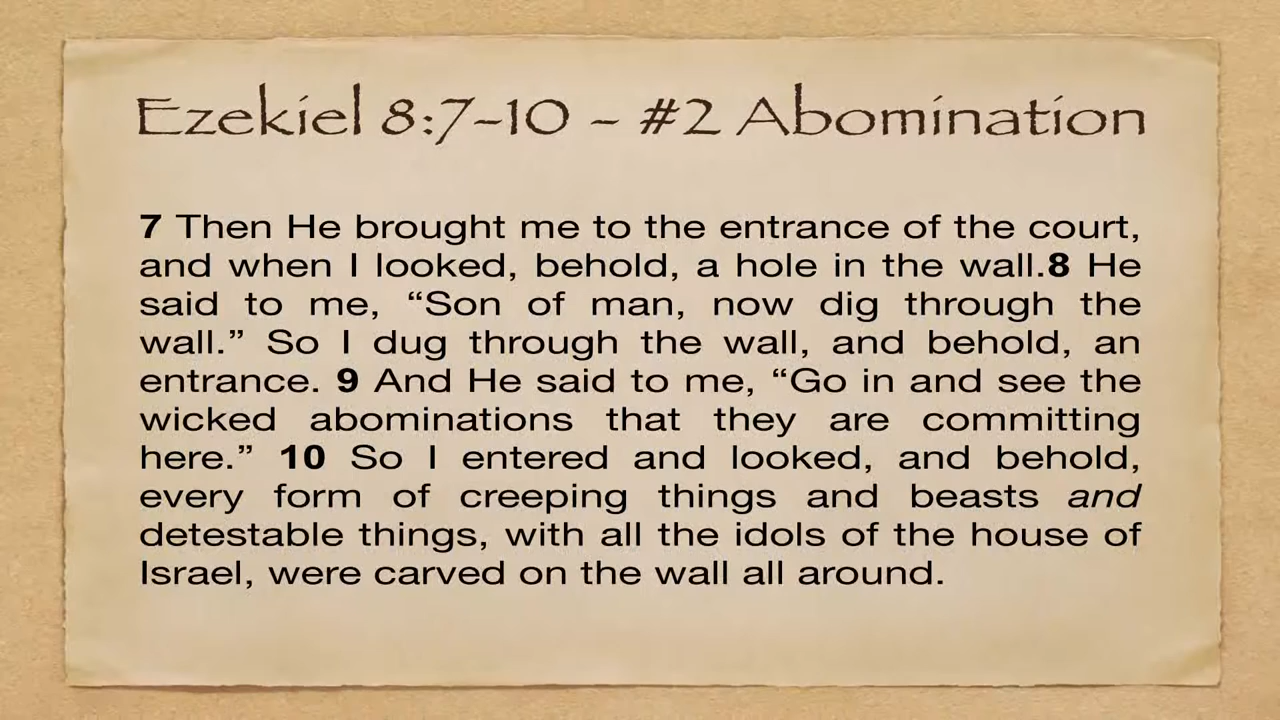 Ezekiel 8:7-10 - #2 Abomination
7 Then He brought me to the entrance of the court,
and when I looked, behold, a hole in the wall.8 He
said to me, “Son of man, now dig through the
wall.” So I dug through the wall, and behold, an
entrance. 9 And He said to me, “Go in and see the
wicked abominations that they are committing
here.” 10 So I entered and looked, and behold,
every form of creeping things and beasts and
detestable things, with all the idols of the house of
Israel, were carved on the wall all around.